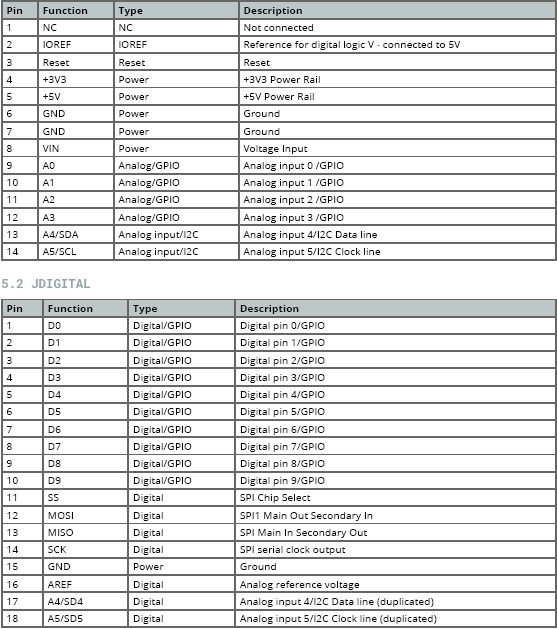 Pin Function Type Description
1 NC NC Not connected
2 IOREF IOREF Reference for digital logic V - connected to 5V
3 Reset Reset Reset
4 +3V3 Power +3V3 Power Rail
5 +5V Power +5V Power Rail
6 GND Power Ground
7 GND Power Ground
8 VIN Power Voltage Input
9 A0 Analog/GPIO Analog input 0 /GPIO
10 A1 Analog/GPIO Analog input 1 /GPIO
11 A2 Analog/GPIO Analog input 2 /GPIO
12 A3 Analog/GPIO Analog input 3 /GPIO
13 A4/SDA Analog input/I2C Analog input 4/I2C Data line
14 A5/SCL Analog input/I2C Analog input 5/I2C Clock line
5.2 JDIGITAL
Pin Function Type Description
1 D0 Digital/GPIO Digital pin 0/GPIO
2 D1 Digital/GPIO Digital pin 1/GPIO
3 D2 Digital/GPIO Digital pin 2/GPIO
4 D3 Digital/GPIO Digital pin 3/GPIO
5 D4 Digital/GPIO Digital pin 4/GPIO
6 D5 Digital/GPIO Digital pin 5/GPIO
7 D6 Digital/GPIO Digital pin 6/GPIO
8 D7 Digital/GPIO Digital pin 7/GPIO
9 D8 Digital/GPIO Digital pin 8/GPIO
10 D9 Digital/GPIO Digital pin 9/GPIO
11 SS Digital SPI Chip Select
12 MOSI Digital SPI1 Main Out Secondary In
13 MISO Digital SPI Main In Secondary Out
14 SCK Digital SPI serial clock output
15 GND Power Ground
16 AREF Digital Analog reference voltage
17 A4/SD4 Digital Analog input 4/I2C Data line (duplicated)
18 A5/SD5 Digital Analog input 5/I2C Clock line (duplicated)